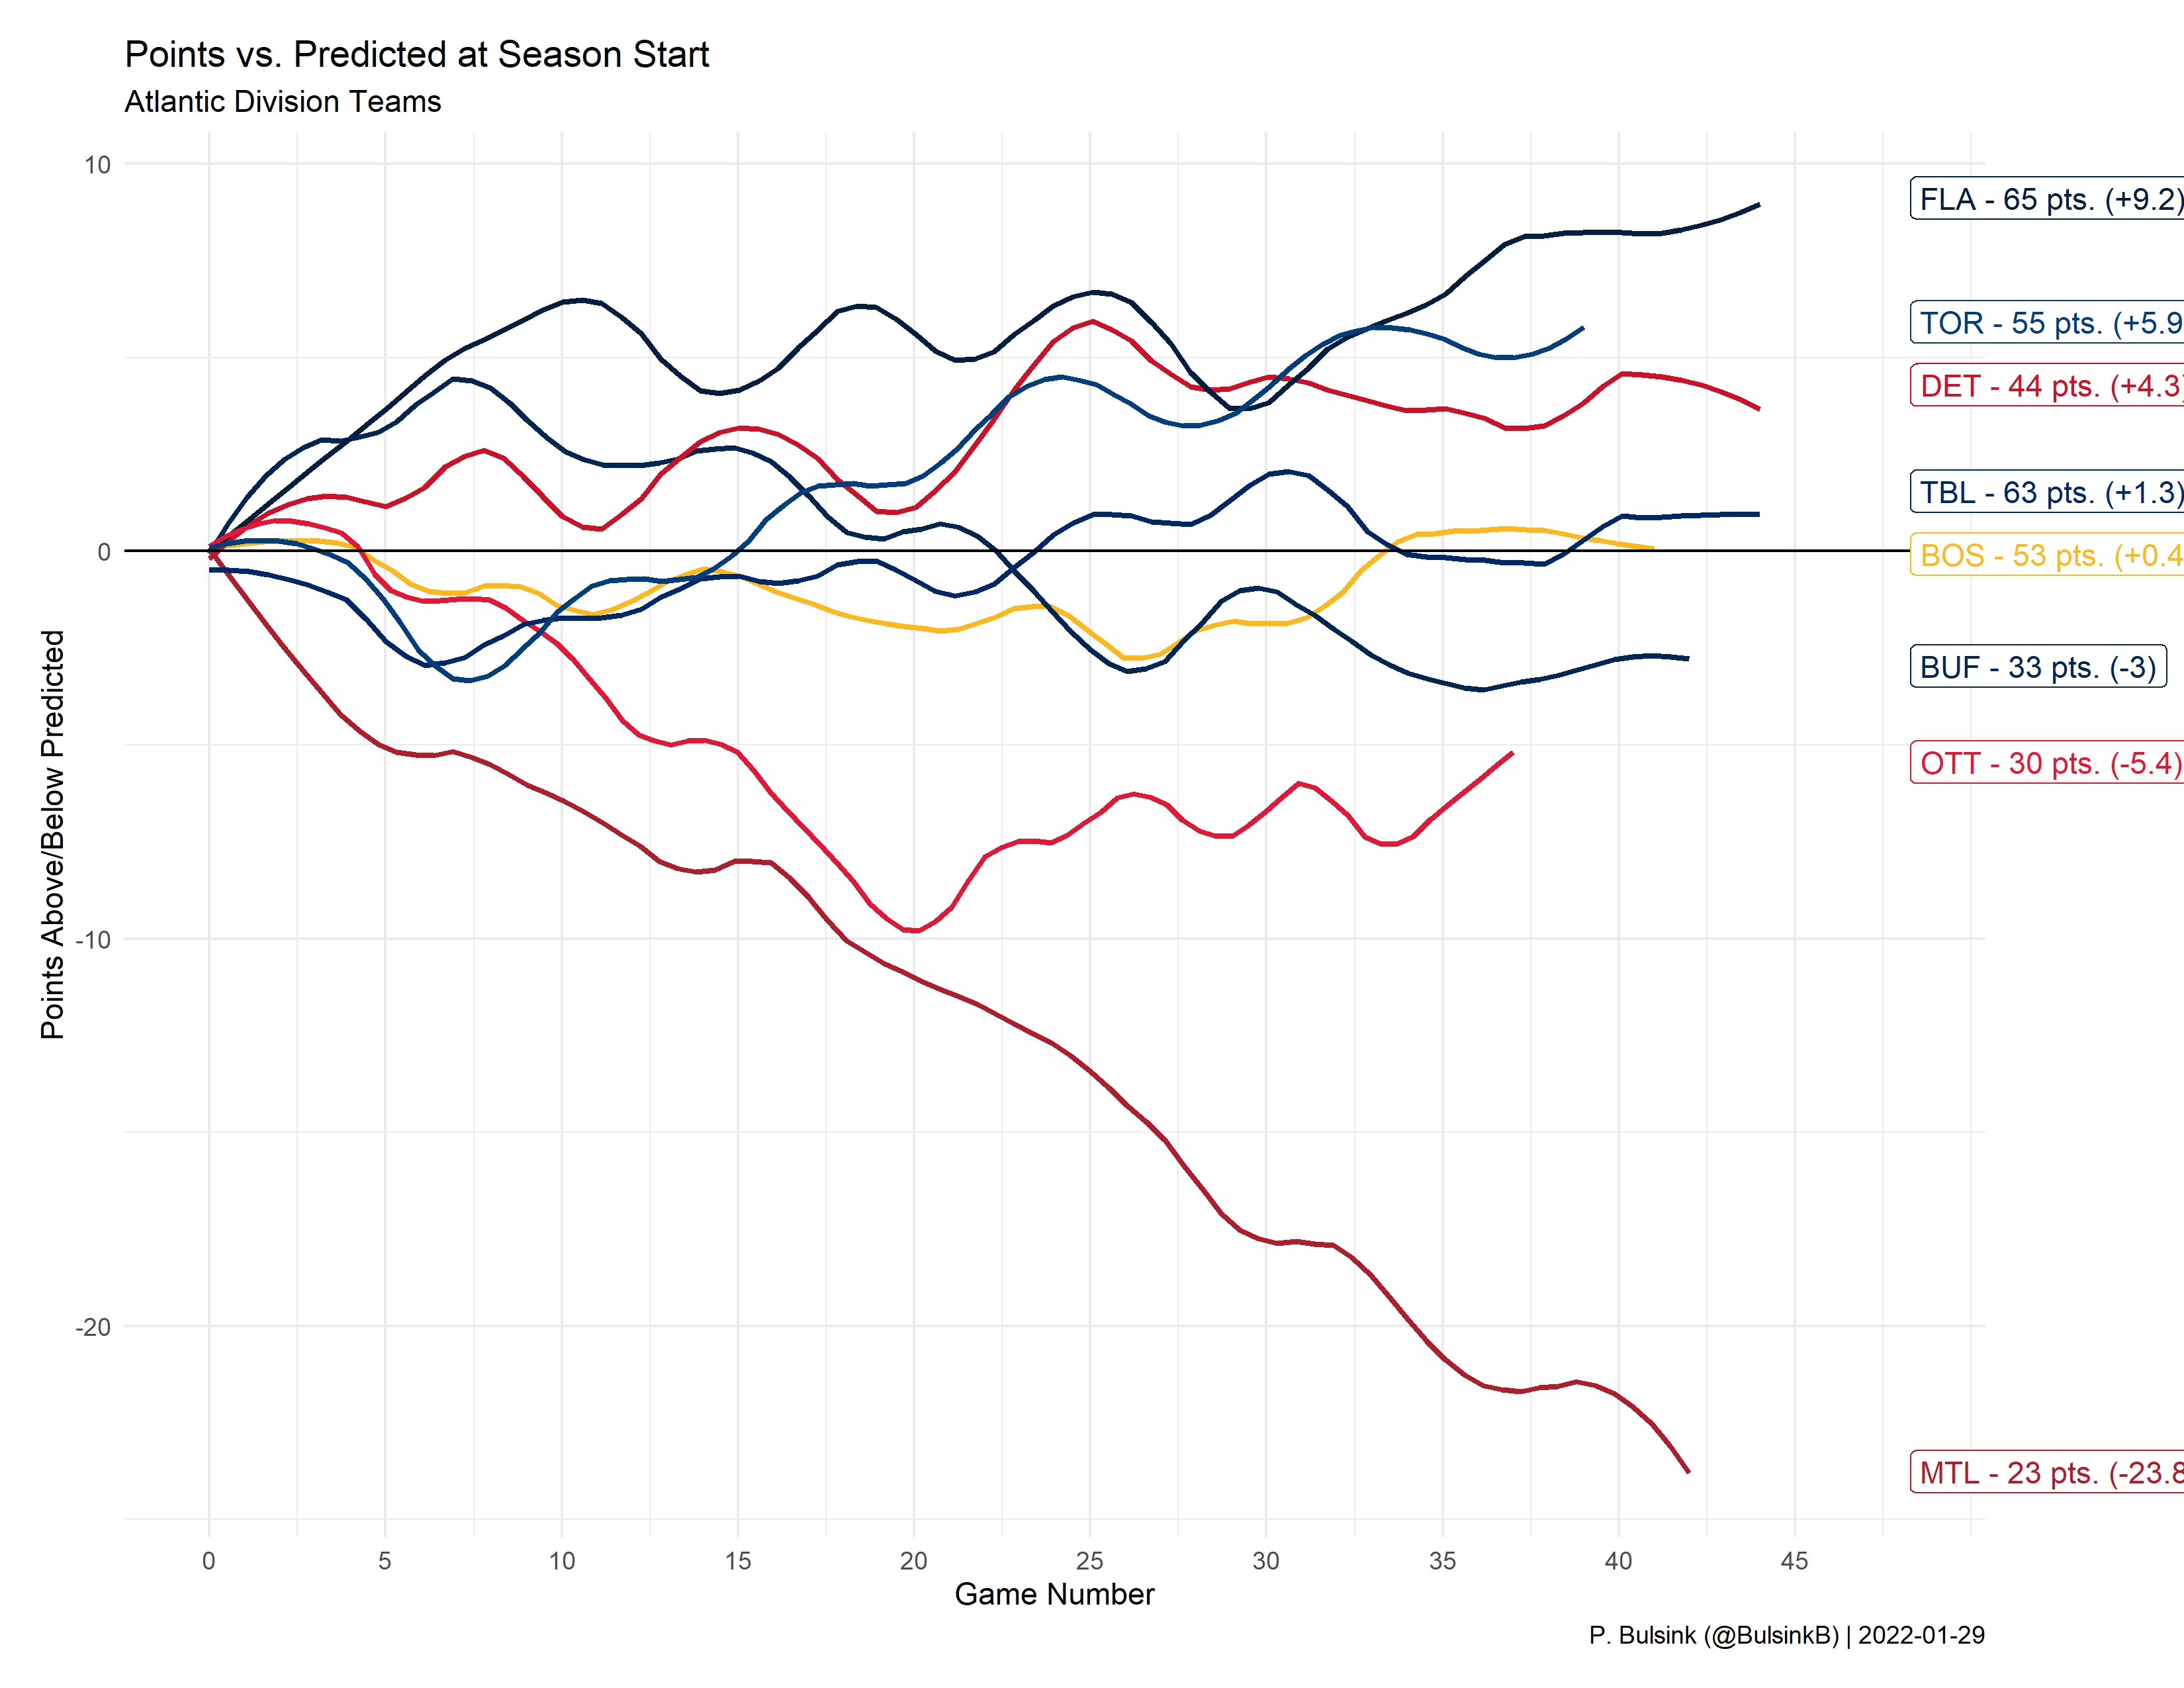 Points vs. Predicted at Season Start
Atlantic Division Teams
Points Above/Below Predicted
10
0
-10
-20
FLA - 65 pts. (+9.2)
TOR - 55 pts. (+5.9
DET - 44 pts. (+4.3)
TBL - 63 pts. (+1.3)
BOS - 53 pts. (+0.4
BUF - 33 pts. (-3)
OTT - 30 pts. (-5.4)
MTL - 23 pts. (-23.8
0 5 10 15 20 25 30 35 40 45
Game Number
P. Bulsink (@BulsinkB) | 2022-01-29